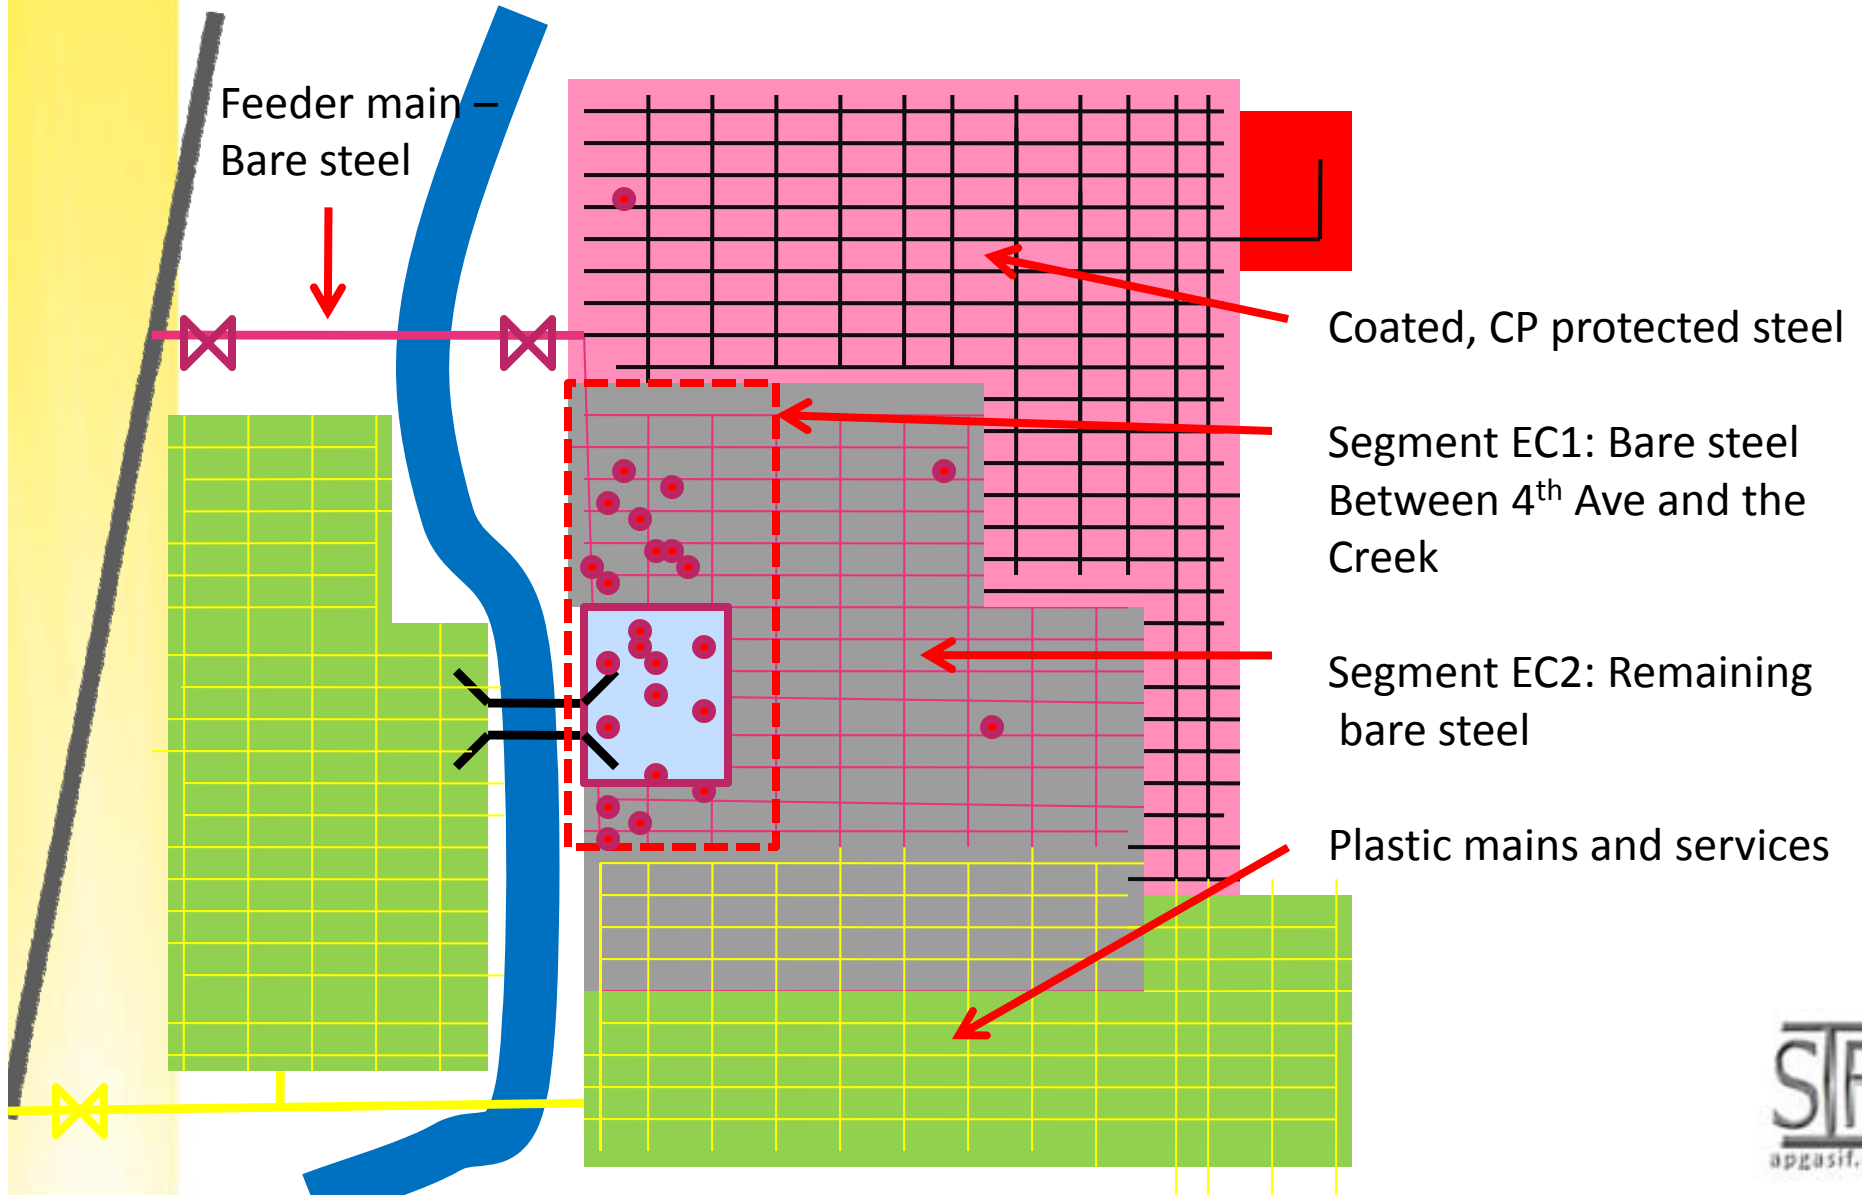 Feeder main –
Bare steel
Coated, CP protected steel
Segment EC1: Bare steel
Between 4th Ave and the
Creek
Segment EC2: Remaining
bare steel
Plastic mains and services
apgasif.